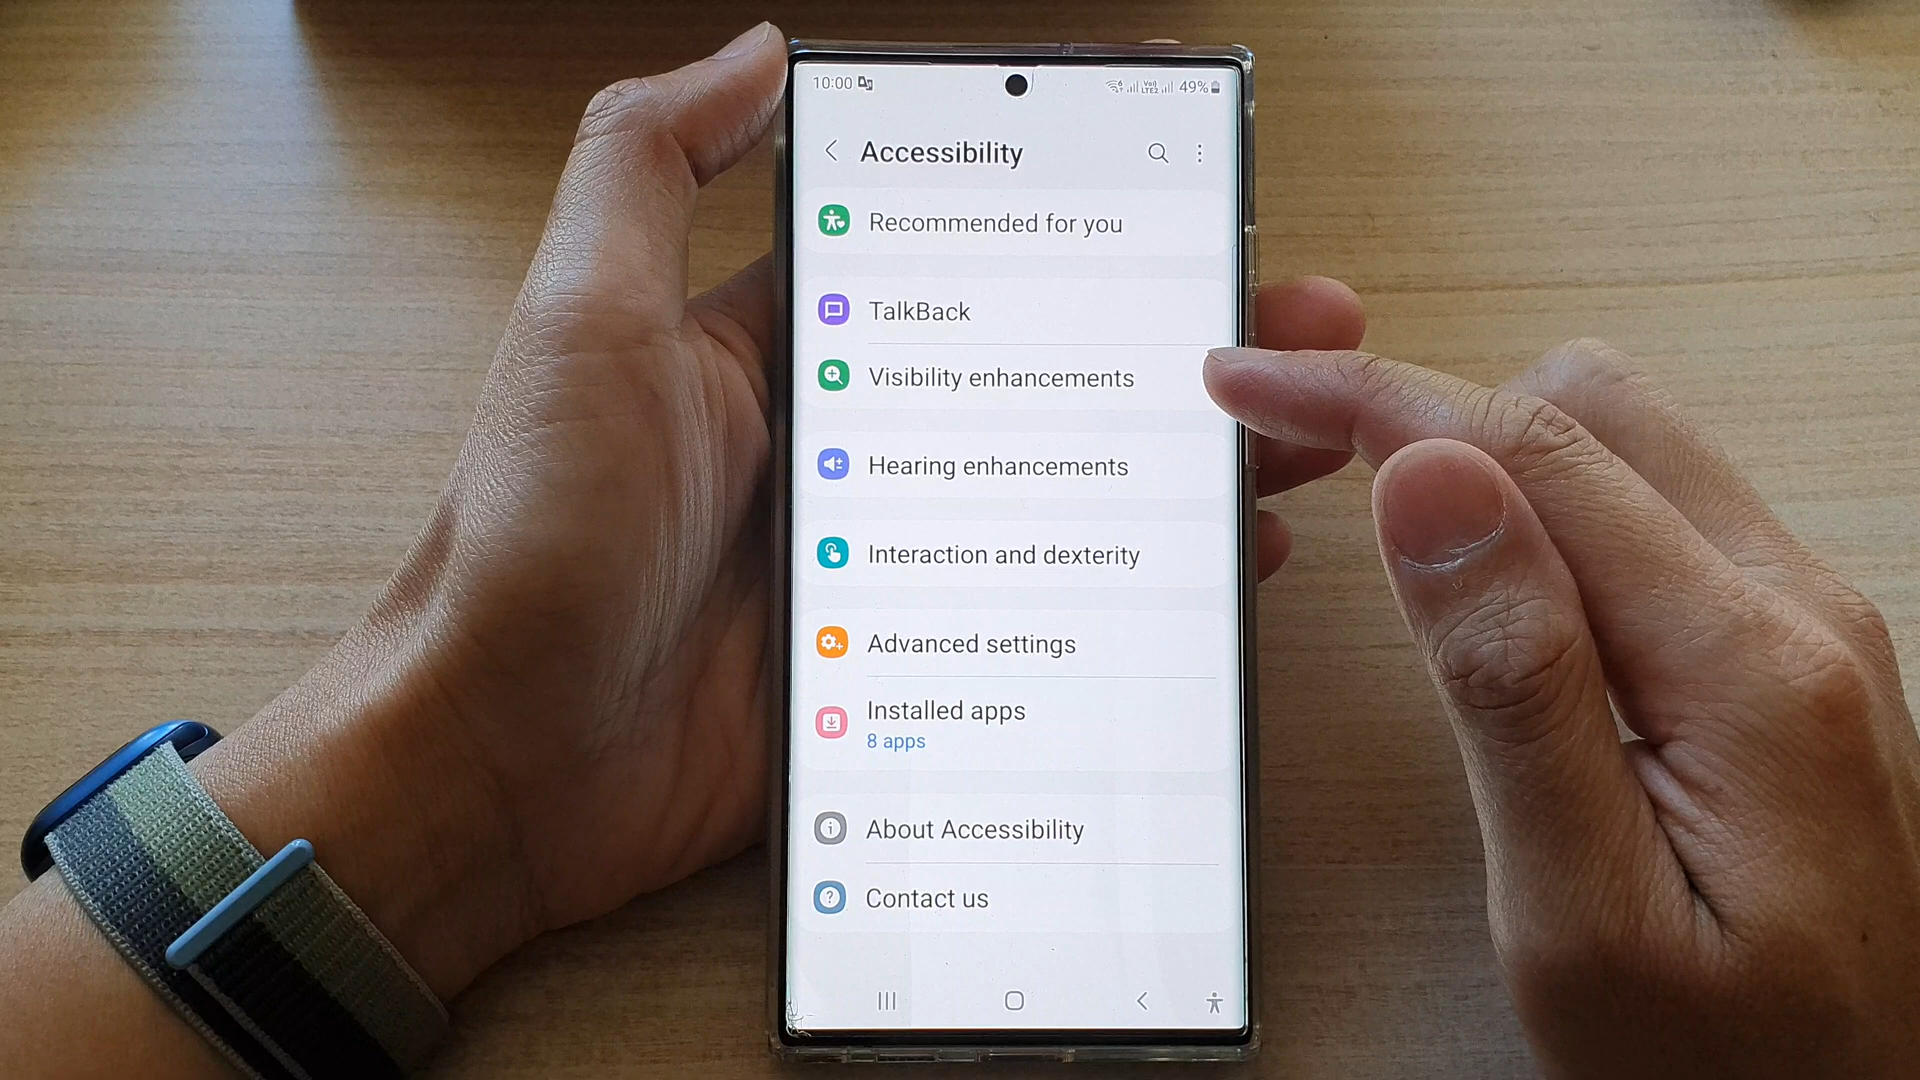 10:00 49%
Accessibility
Recommended for you
TalkBack
Visibility enhancements
Hearing enhancements
Interaction and dexterity
Advanced settings
Installed apps
8 apps
About Accessibility
Contact us